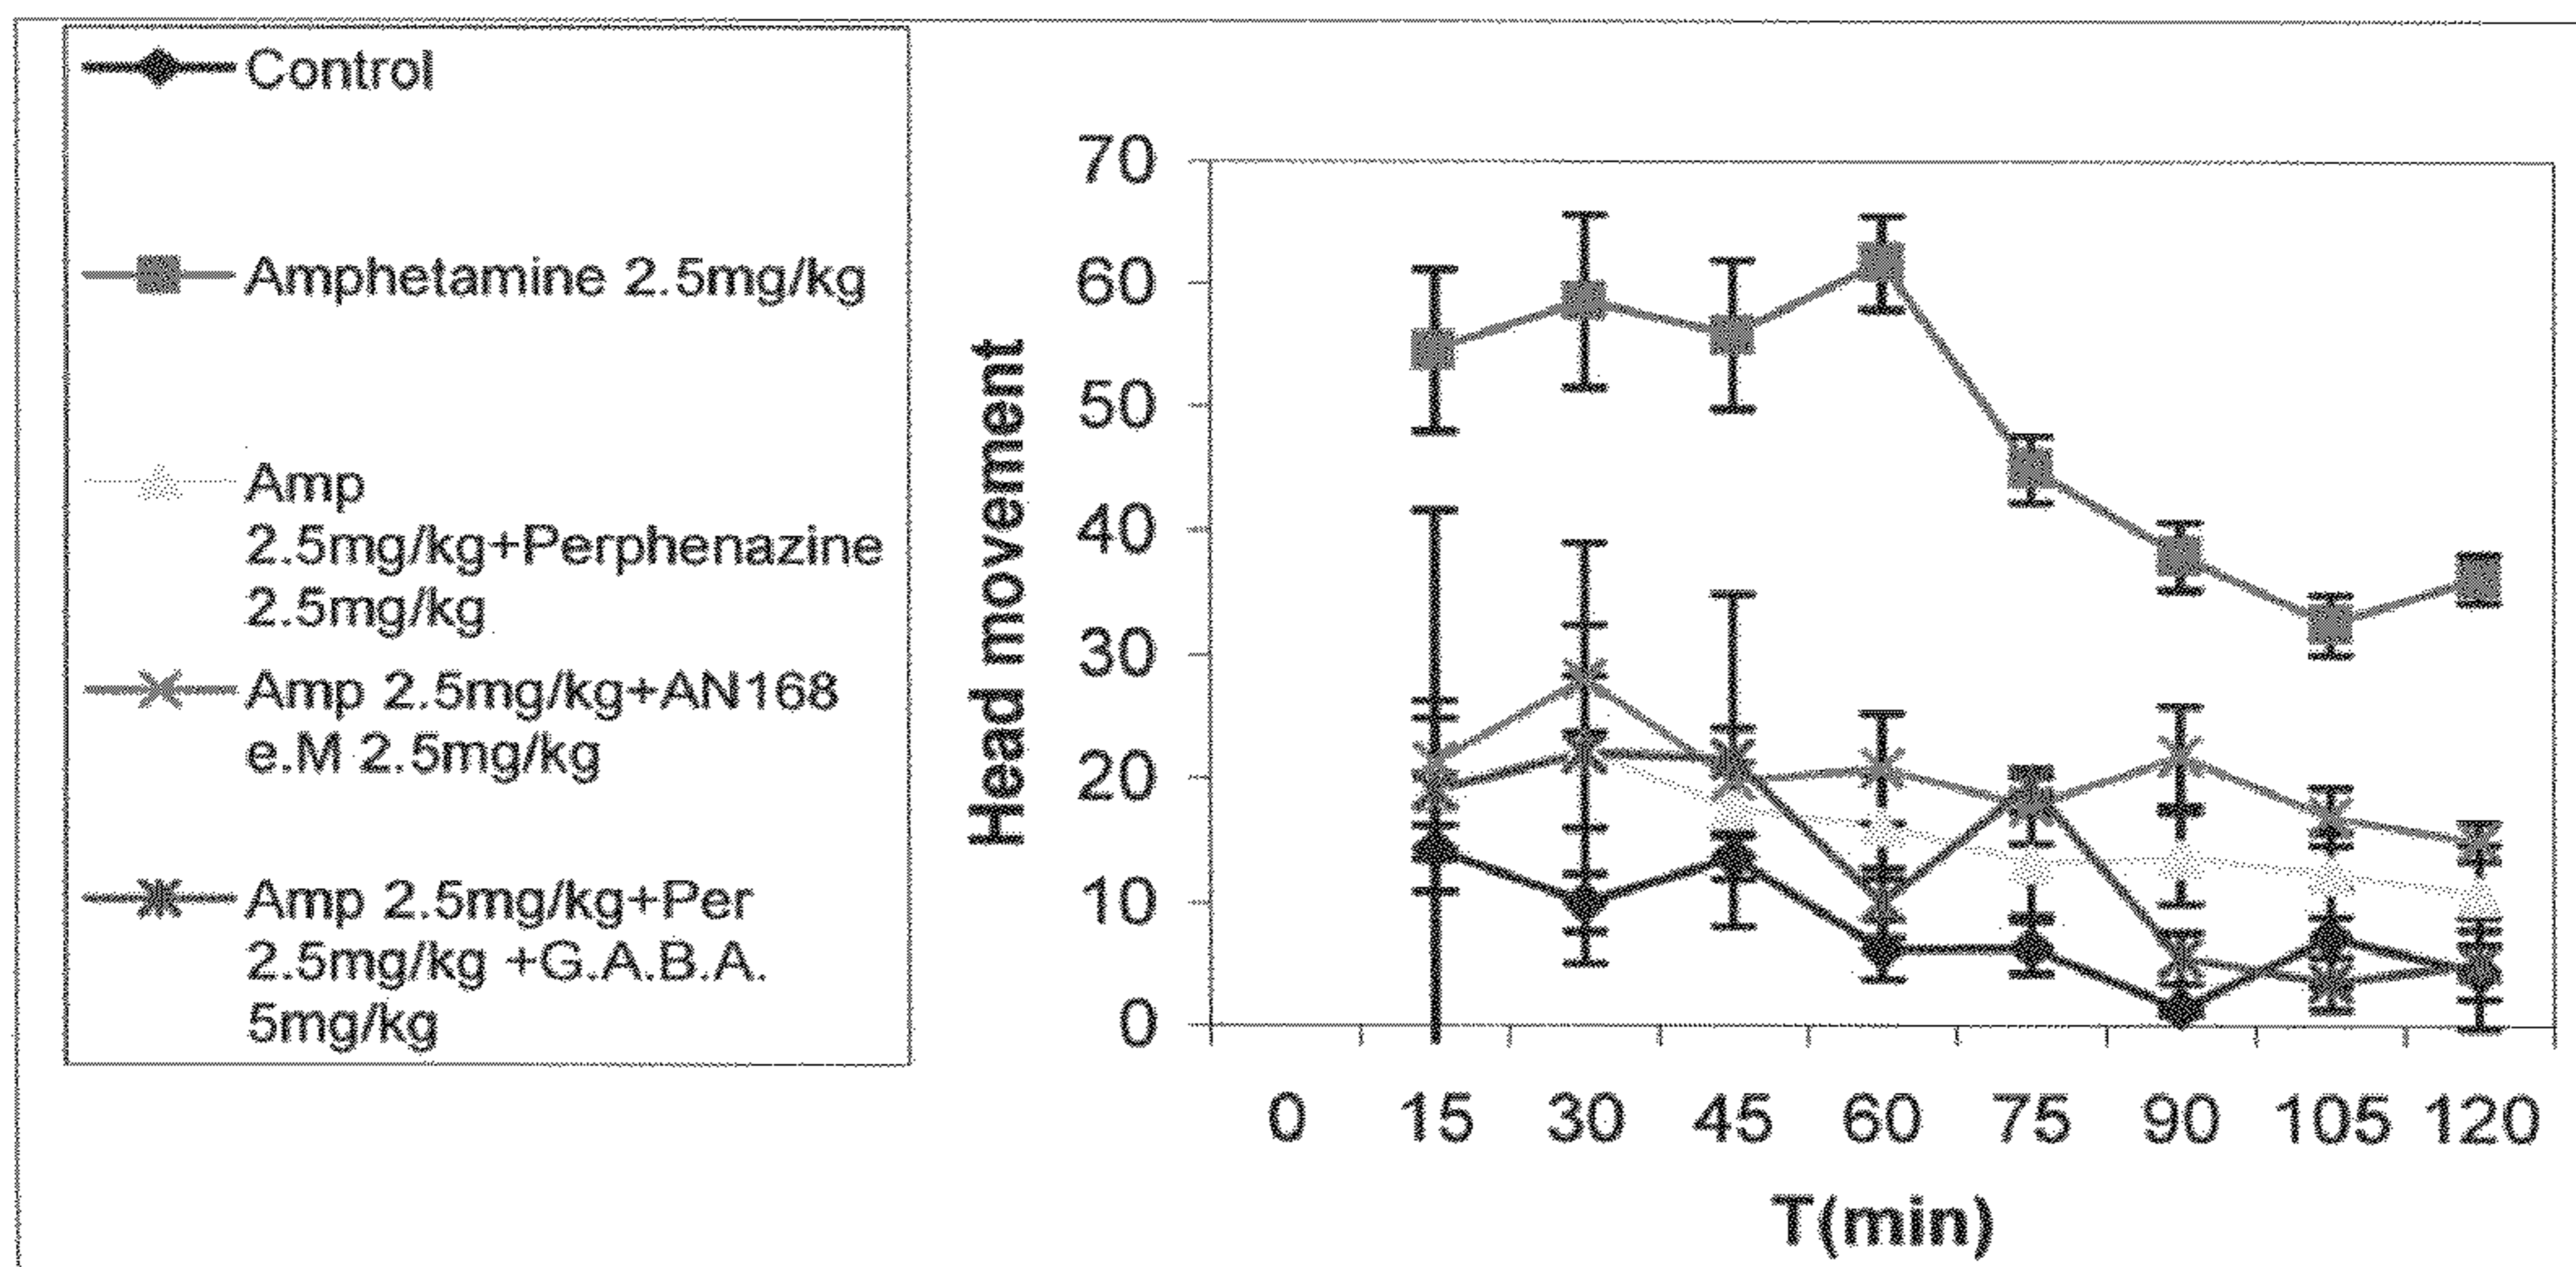 Control
Amphetamine 2.5mg/kg
Amp
2.5mg/kg+Perphenazine
2.5mg/kg
Amp 2.5mg/kg+AN168
e.M 2.5mg/kg
Amp 2.5mg/kg+Per
2.5mg/kg +G.A.B.A.
5mg/kg
Head movement
70
60
50
40
30
20
10
0
0 15 30 45 60 75 90 105 120
T(min)